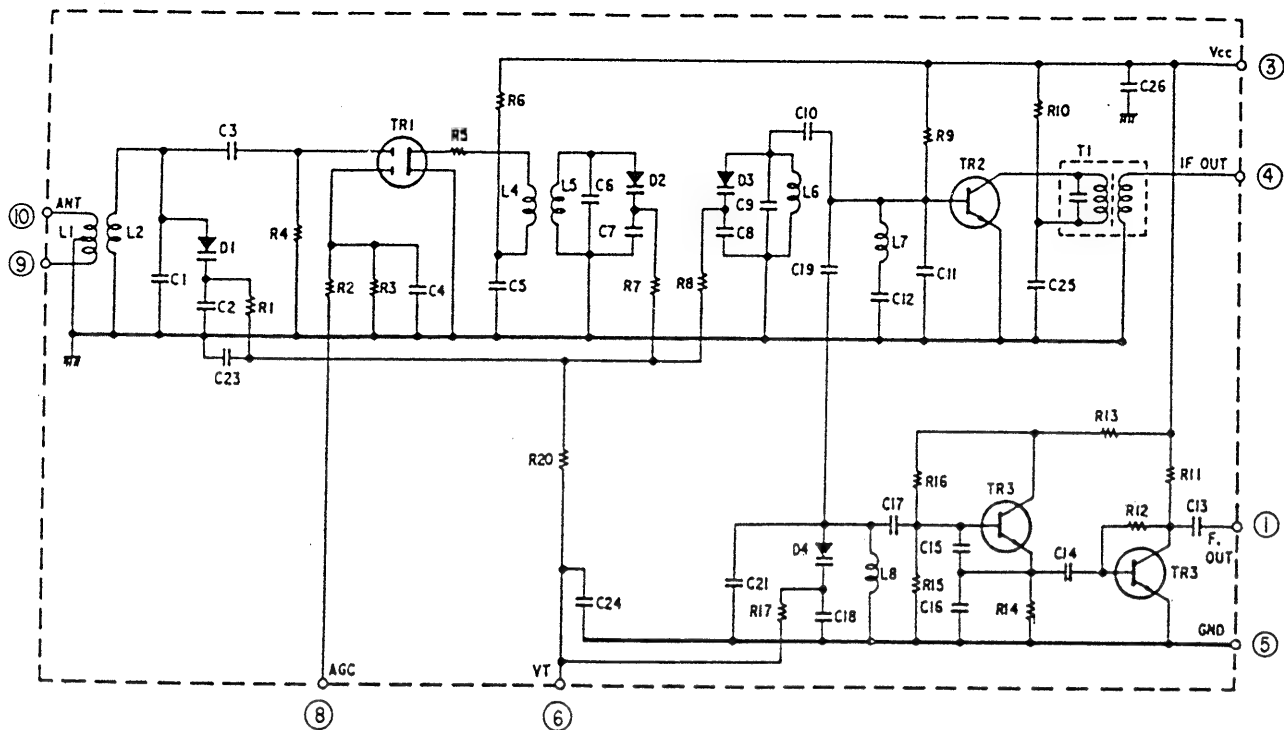 Vcc
③
C26
R6
R10
C10
C3
TR1
R5
R9
TR2
T1
IF OUT
④
D2
D3
L4
L5
C6
L6
C9
⑩
ANT
L1
L2
D1
R4
C7
C8
L7
⑨
C1
C2
R1
R2
R3
C4
C5
R7
R8
C19
C12
C11
C25
C23
R13
R20
R16
R11
TR3
C17
R12
C13
①
F.
OUT
D4
C15
C14
L8
TR3
C21
R15
C24
R17
C18
C16
R14
GND
⑤
AGC
VT
⑧
⑥